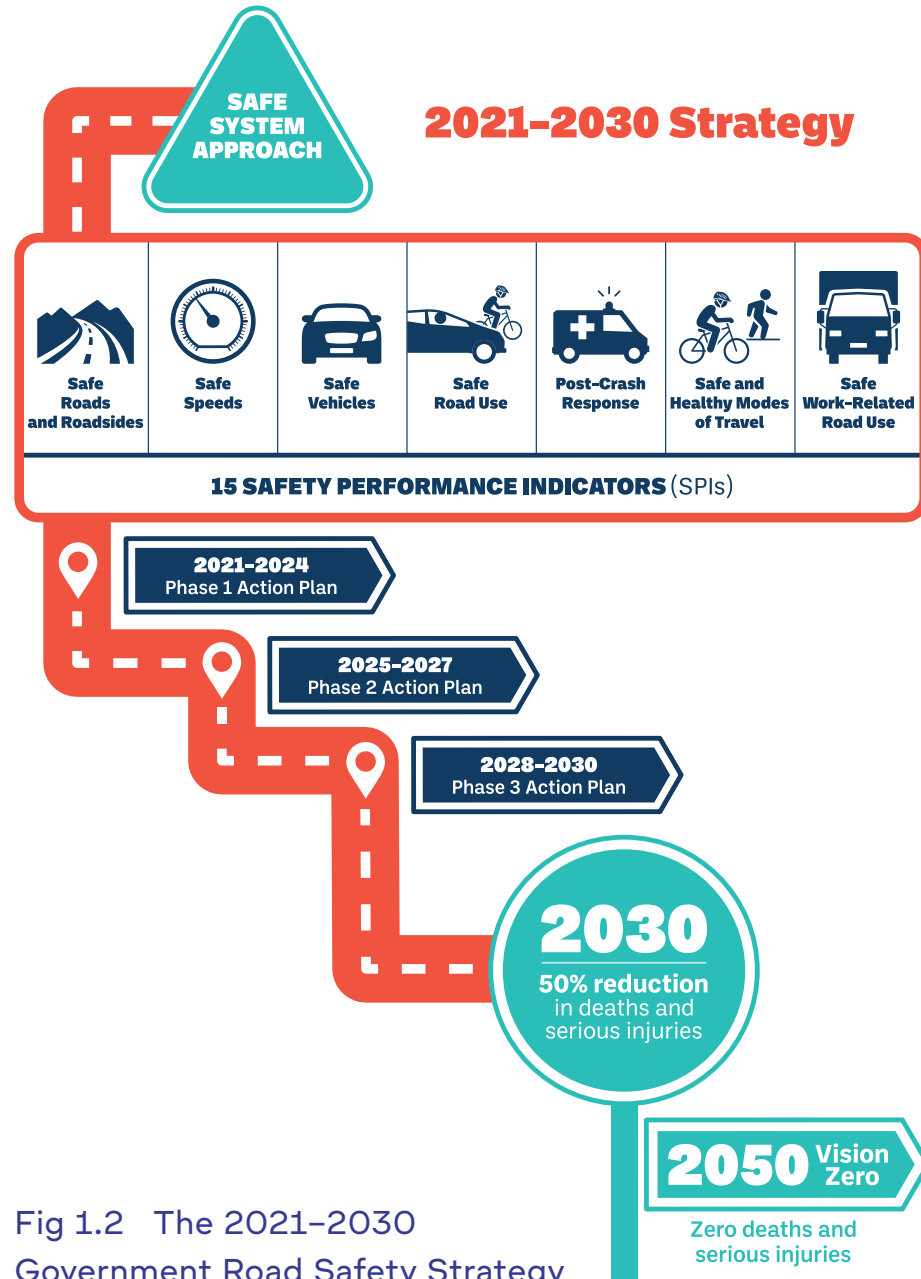 SAFE
SYSTEM
APPROACH
2021–2030 Strategy
Safe
Roads
and Roadsides
Safe
Speeds
Safe
Vehicles
Safe
Road Use
Post–Crash
Response
Safe and
Healthy Modes
of Travel
Safe
Work–Related
Road Use
15 SAFETY PERFORMANCE INDICATORS (SPIs)
2021–2024
Phase 1 Action Plan
2025–2027
Phase 2 Action Plan
2028–2030
Phase 3 Action Plan
2030
50% reduction
in deaths and
serious injuries
2050 Vision
Zero
Zero deaths and
serious injuries
Fig 1.2 The 2021–2030
Government Road Safety Strategy